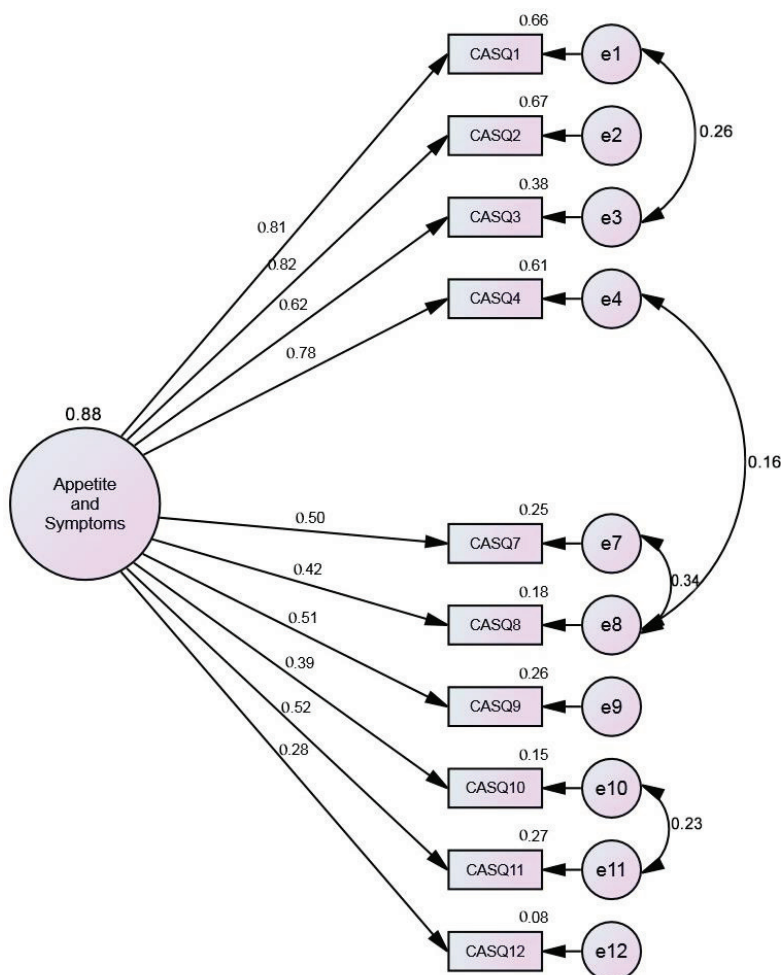 0.66
CASQ1
e1
0.67
CASQ2
e2
0.26
0.38
CASQ3
e3
0.81
0.82
0.61
CASQ4
e4
0.62
0.78
0.88
Appetite
and
Symptoms
0.16
0.50
0.25
CASQ7
e7
0.42
0.34
0.18
CASQ8
e8
0.51
0.39
0.26
CASQ9
e9
0.52
0.28
0.15
CASQ10
e10
0.23
0.27
CASQ11
e11
0.08
CASQ12
e12